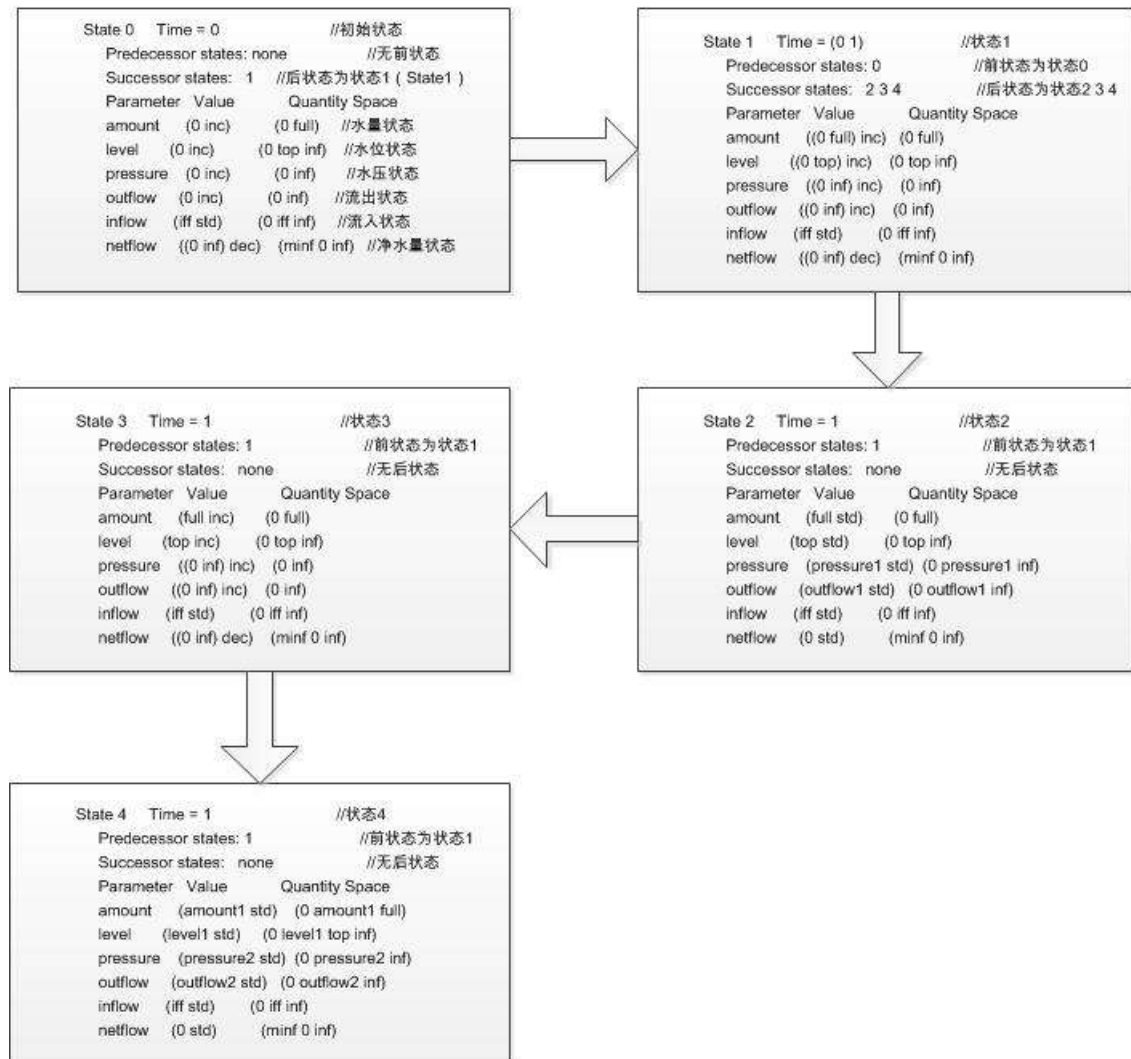 State 0 Time = 0 //初始状态
Predecessor states: none //无前状态
Successor states: 1 //后状态为状态1 ( State1 )
Parameter Value Quantity Space
amount (0 inc) (0 full) //水量状态
level (0 inc) (0 top inf) //水位状态
pressure (0 inc) (0 inf) //水压状态
outflow (0 inc) (0 inf) //流出状态
inflow (iff std) (0 iff inf) //流入状态
netflow ((0 inf) dec) (minf 0 inf) //净水量状态
State 1 Time = (0 1) //状态1
Predecessor states: 0 //前状态为状态0
Successor states: 2 3 4 //后状态为状态2 3 4
Parameter Value Quantity Space
amount ((0 full) inc) (0 full)
level ((0 top) inc) (0 top inf)
pressure ((0 inf) inc) (0 inf)
outflow ((0 inf) inc) (0 inf)
inflow (iff std) (0 iff inf)
netflow ((0 inf) dec) (minf 0 inf)
State 2 Time = 1 //状态2
Predecessor states: 1 //前状态为状态1
Successor states: none //无后状态
Parameter Value Quantity Space
amount (full std) (0 full)
level (top std) (0 top inf)
pressure (pressure1 std) (0 pressure1 inf)
outflow (outflow1 std) (0 outflow1 inf)
inflow (iff std) (0 iff inf)
netflow (0 std) (minf 0 inf)
State 3 Time = 1 //状态3
Predecessor states: 1 //前状态为状态1
Successor states: none //无后状态
Parameter Value Quantity Space
amount (full inc) (0 full)
level (top inc) (0 top inf)
pressure ((0 inf) inc) (0 inf)
outflow ((0 inf) inc) (0 inf)
inflow (iff std) (0 iff inf)
netflow ((0 inf) dec) (minf 0 inf)
State 4 Time = 1 //状态4
Predecessor states: 1 //前状态为状态1
Successor states: none //无后状态
Parameter Value Quantity Space
amount (amount1 std) (0 amount1 full)
level (level1 std) (0 level1 top inf)
pressure (pressure2 std) (0 pressure2 inf)
outflow (outflow2 std) (0 outflow2 inf)
inflow (iff std) (0 iff inf)
netflow (0 std) (minf 0 inf)